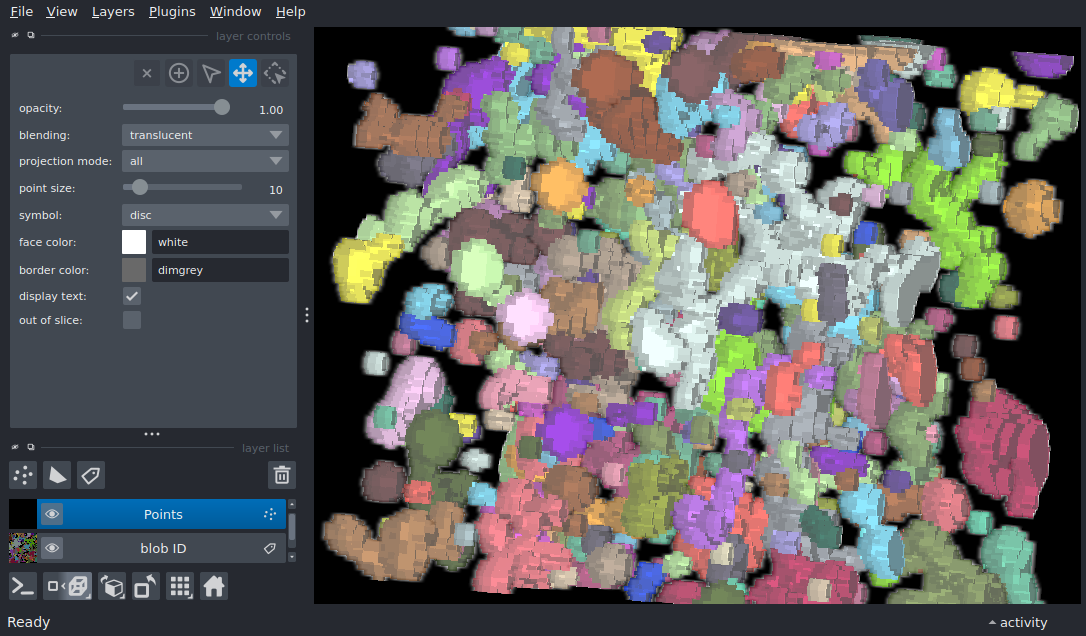 File View Layers Plugins Window Help
layer controls
opacity: 1.00
blending: translucent
projection mode: all
point size: 10
symbol: disc
face color: white
border color: dimgrey
display text:
out of slice:
layer list
Points
blob ID
Ready activity